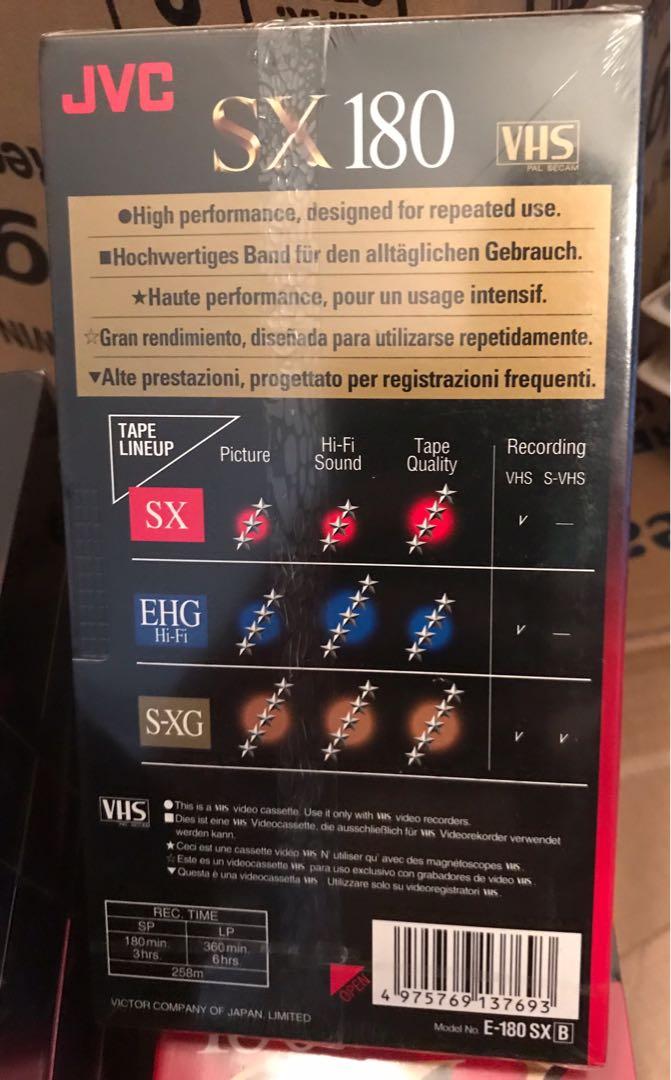 JVC
SX 180
VHS
PAL SECAM
●High performance, designed for repeated use.
■Hochwertiges Band für den alltäglichen Gebrauch.
★Haute performance, pour un usage intensif.
☆Gran rendimiento, diseñada para utilizarse repetidamente.
▼Alte prestazioni, progettato per registrazioni frequenti.
TAPE
LINEUP
Picture
Hi-Fi
Sound
Tape
Quality
Recording
VHS S-VHS
SX
EHG
Hi-Fi
S-XG
VHS
PAL SECAM
●This is a VHS video cassette. Use it only with VHS video recorders.
■Dies ist eine VHS Videocassette, die ausschließlich für VHS Videorekorder verwendet
werden kann.
★Ceci est une cassette vidéo VHS N' utiliser qu' avec des magnétoscopes VHS.
☆Este es un videocassette VHS para uso exclusivo con grabadores de video VHS.
▼Questa è una videocassetta VHS Utilizzare solo su videoregistratori VHS.
REC. TIME
SP LP
180min. 360min.
3hrs. 6hrs.
258m
OPEN
4 975769 137693
VICTOR COMPANY OF JAPAN, LIMITED
Model No. E-180 SX B